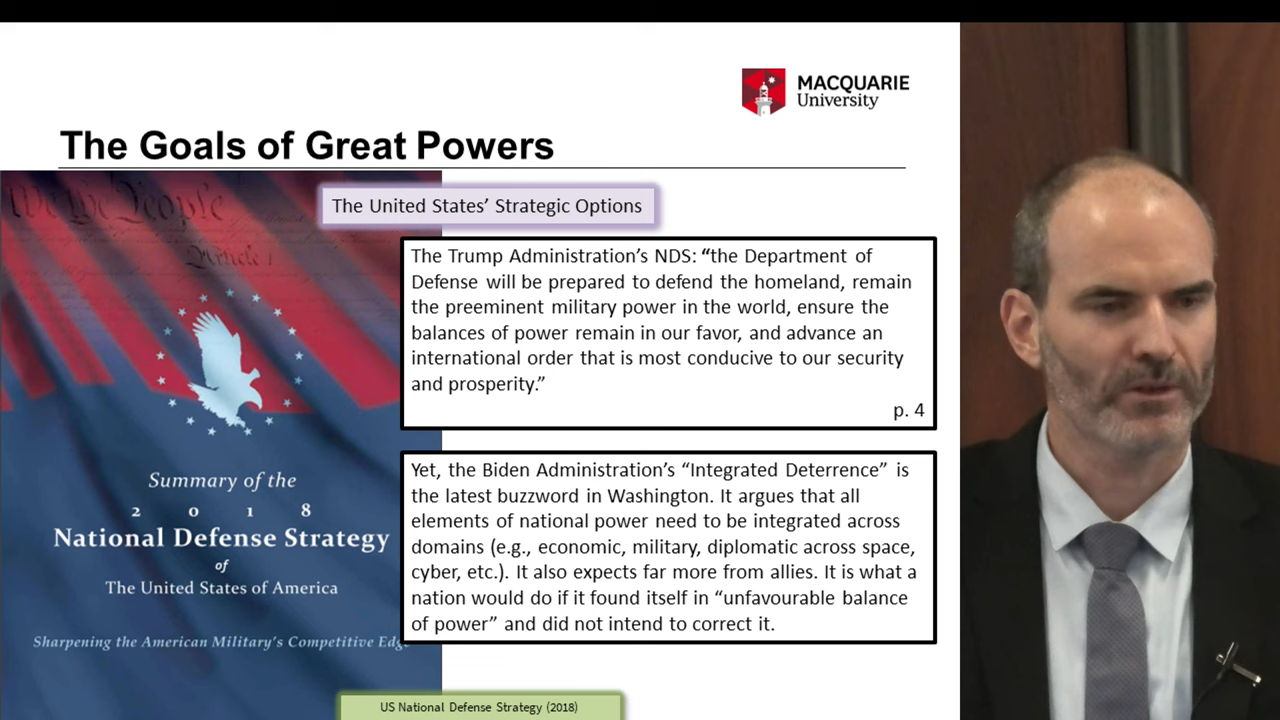 MACQUARIE
University
The Goals of Great Powers
We the People
Article I
The United States’ Strategic Options
The Trump Administration’s NDS: “the Department of
Defense will be prepared to defend the homeland, remain
the preeminent military power in the world, ensure the
balances of power remain in our favor, and advance an
international order that is most conducive to our security
and prosperity.”
p. 4
Yet, the Biden Administration’s “Integrated Deterrence” is
the latest buzzword in Washington. It argues that all
elements of national power need to be integrated across
domains (e.g., economic, military, diplomatic across space,
cyber, etc.). It also expects far more from allies. It is what a
nation would do if it found itself in “unfavourable balance
of power” and did not intend to correct it.
Summary of the
2 0 1 8
National Defense Strategy
of
The United States of America
Sharpening the American Military’s Competitive Edge
US National Defense Strategy (2018)